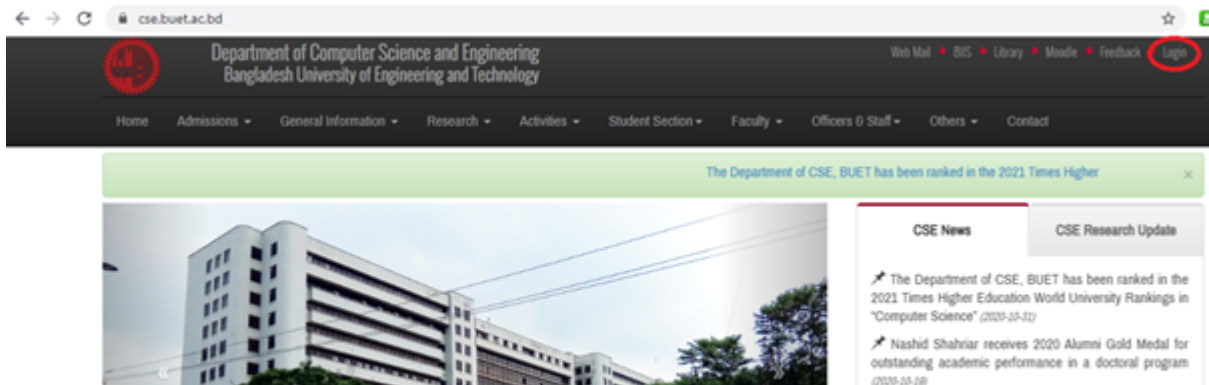 cse.buet.ac.bd
Department of Computer Science and Engineering
Bangladesh University of Engineering and Technology
Web Mail BIIS Library Moodle Feedback Login
Home Admissions General Information Research Activities Student Section Faculty Officers & Staff Others Contact
The Department of CSE, BUET has been ranked in the 2021 Times Higher ×
CSE News CSE Research Update
The Department of CSE, BUET has been ranked in the
2021 Times Higher Education World University Rankings in
"Computer Science" (2020-10-31)
Nashid Shahriar receives 2020 Alumni Gold Medal for
outstanding academic performance in a doctoral program
(2020-10-19)